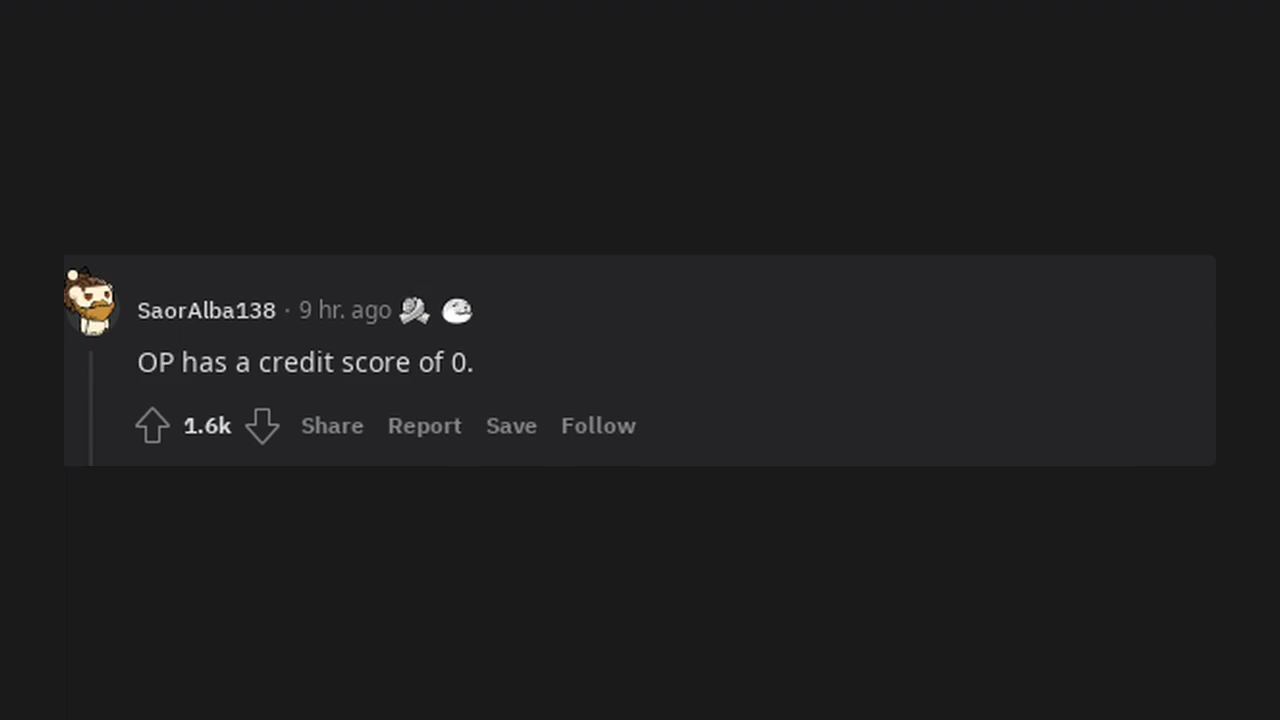 SaorAlba138 · 9 hr. ago
OP has a credit score of 0.
1.6k Share Report Save Follow